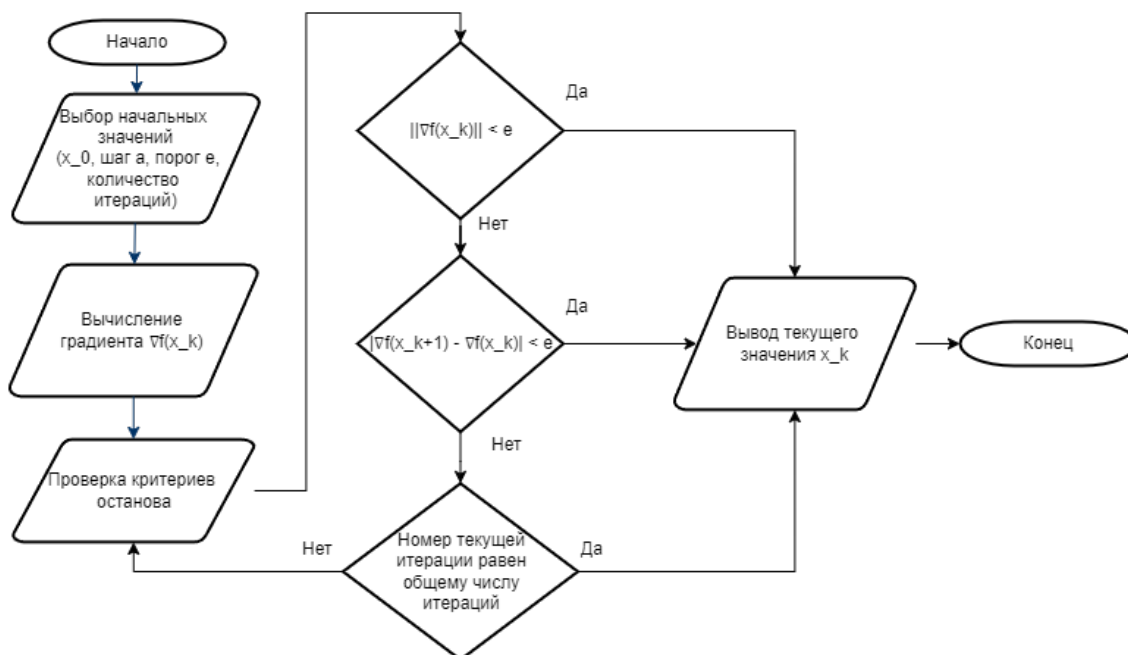 Начало
Выбор начальных
значений
(x_0, шаг a, порог e,
количество
итераций)
Вычисление
градиента ∇f(x_k)
Проверка критериев
останова
||∇f(x_k)|| < e
Да
Нет
|∇f(x_k+1) - ∇f(x_k)| < e
Да
Нет
Номер текущей
итерации равен
общему числу
итераций
Нет
Да
Вывод текущего
значения x_k
Конец